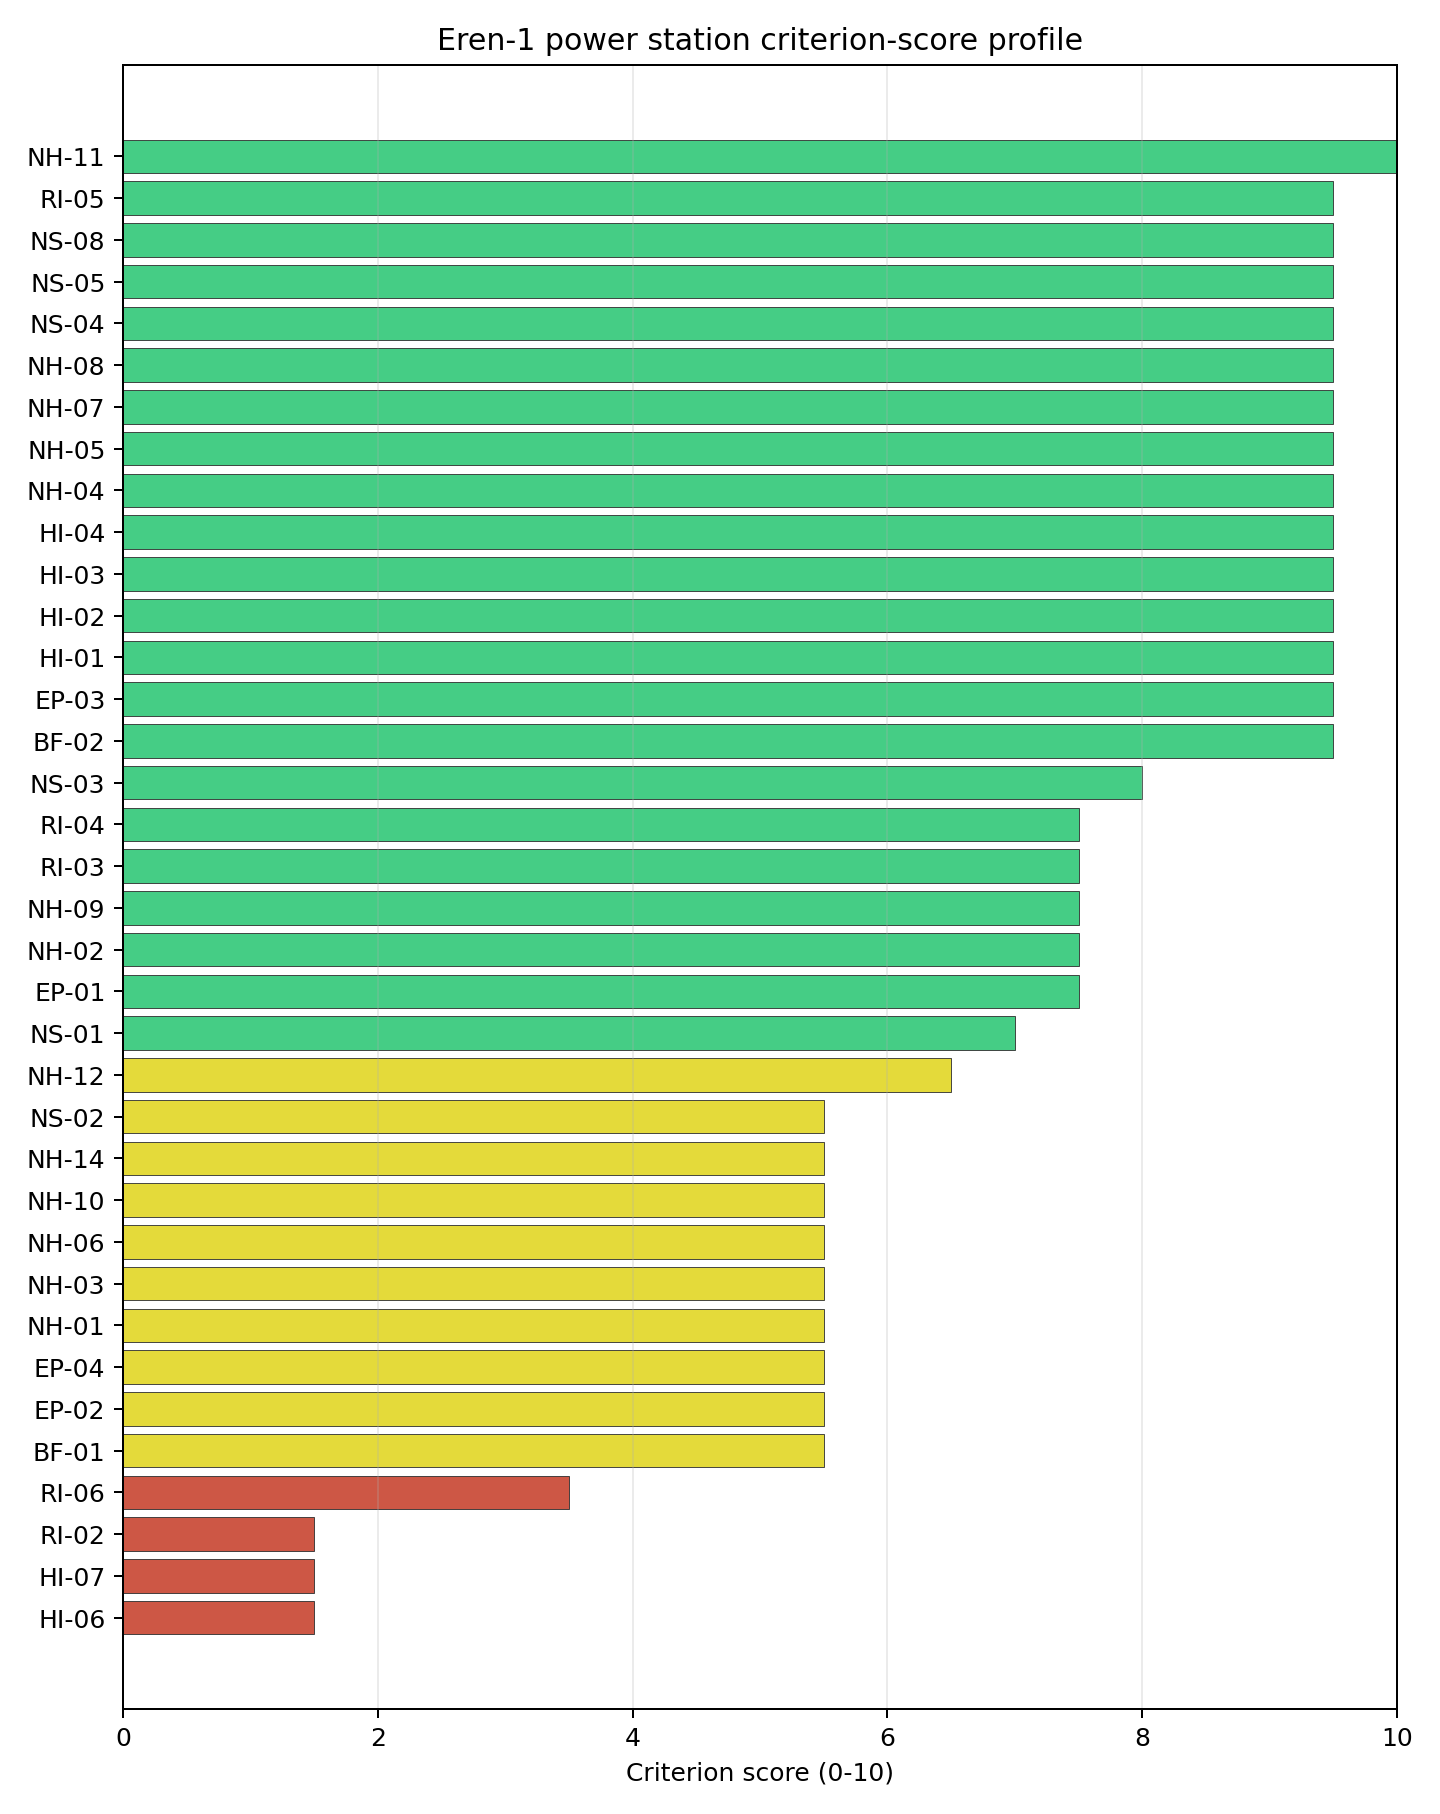 Eren-1 power station criterion-score profile
NH-11
RI-05
NS-08
NS-05
NS-04
NH-08
NH-07
NH-05
NH-04
HI-04
HI-03
HI-02
HI-01
EP-03
BF-02
NS-03
RI-04
RI-03
NH-09
NH-02
EP-01
NS-01
NH-12
NS-02
NH-14
NH-10
NH-06
NH-03
NH-01
EP-04
EP-02
BF-01
RI-06
RI-02
HI-07
HI-06
0 2 4 6 8 10
Criterion score (0-10)